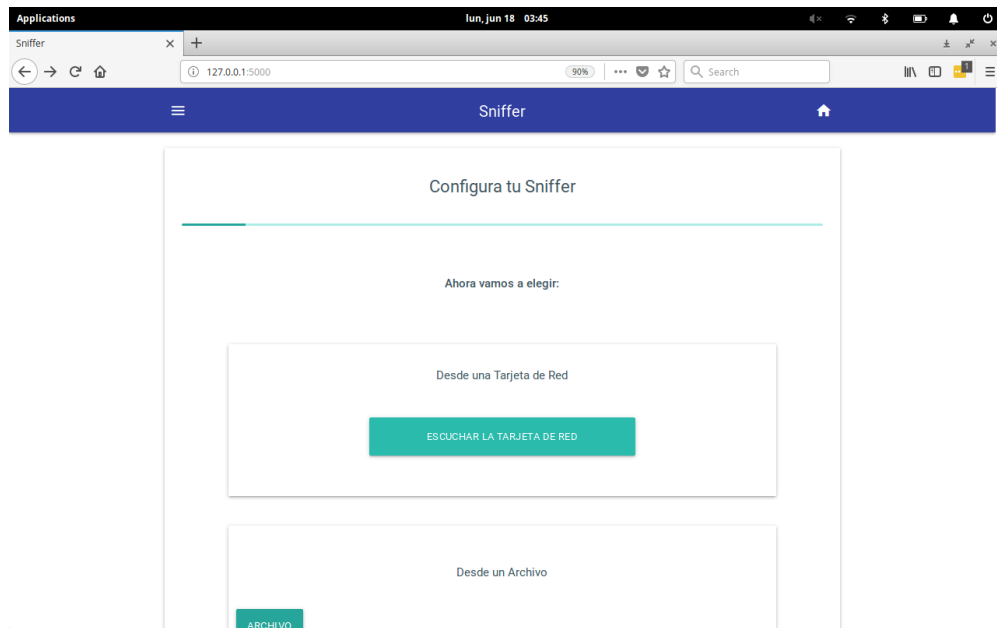 Applications
lun, jun 18 03:45
Sniffer
127.0.0.1:5000
90%
Search
1
Sniffer
Configura tu Sniffer
Ahora vamos a elegir:
Desde una Tarjeta de Red
ESCUCHAR LA TARJETA DE RED
Desde un Archivo
ARCHIVO